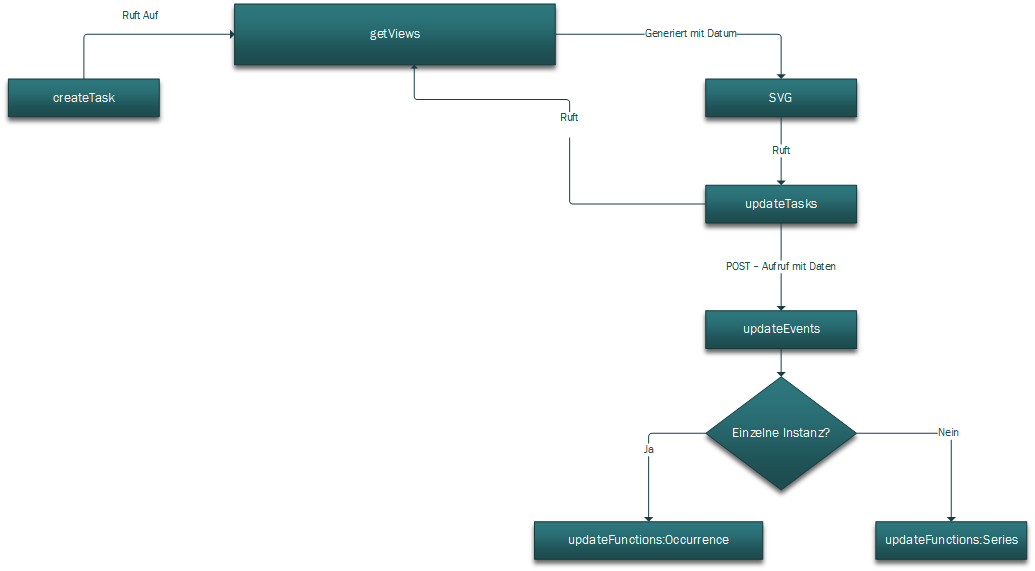 Ruft Auf
getViews
Generiert mit Datum
createTask
SVG
Ruft
Ruft
updateTasks
POST – Aufruf mit Daten
updateEvents
Einzelne Instanz?
Ja
Nein
updateFunctions:Occurrence
updateFunctions:Series